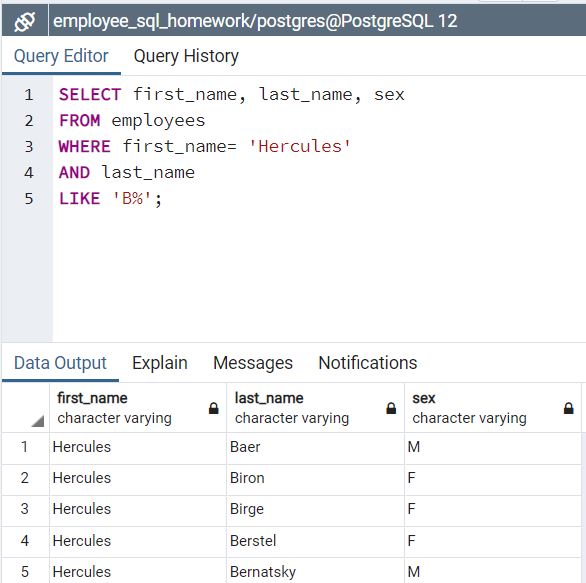 employee_sql_homework/postgres@PostgreSQL 12
Query Editor Query History
1 SELECT first_name, last_name, sex
2 FROM employees
3 WHERE first_name= 'Hercules'
4 AND last_name
5 LIKE 'B%';
Data Output Explain Messages Notifications
first_name last_name sex
character varying character varying character varying
1 Hercules Baer M
2 Hercules Biron F
3 Hercules Birge F
4 Hercules Berstel F
5 Hercules Bernatsky M